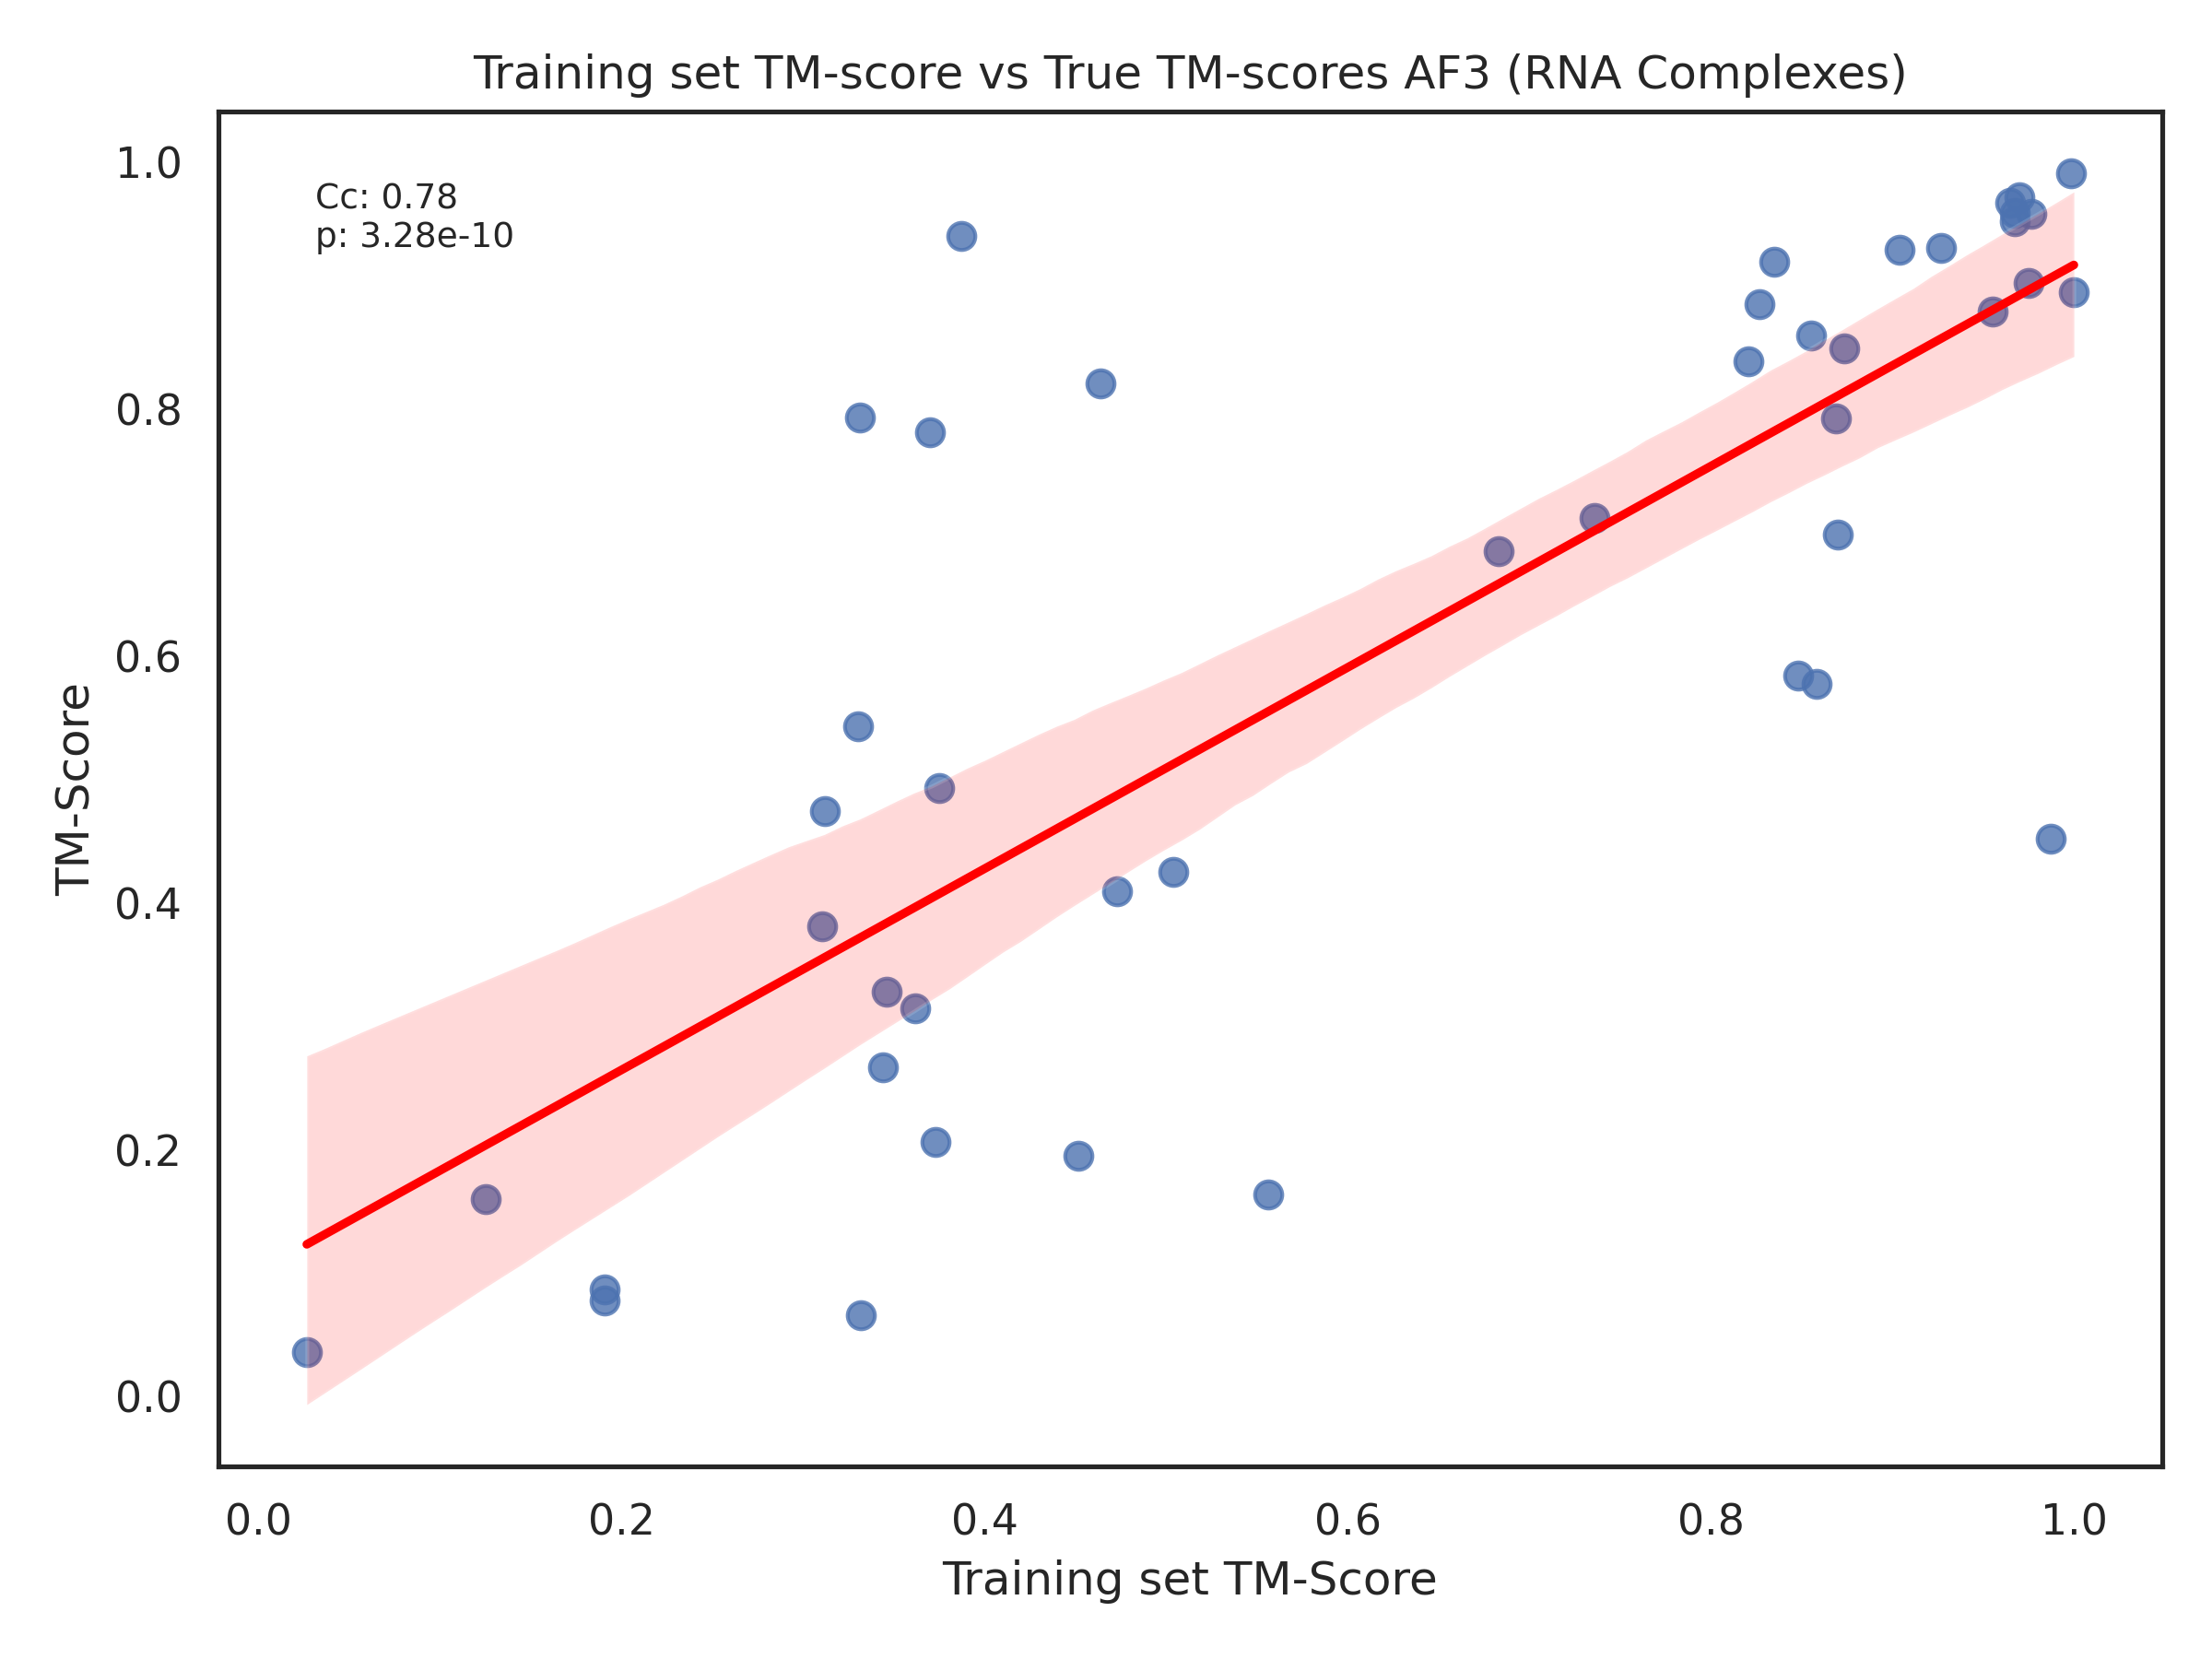 Training set TM-score vs True TM-scores AF3 (RNA Complexes)
Cc: 0.78
p: 3.28e-10
1.0
0.8
0.6
0.4
0.2
0.0
TM-Score
0.0 0.2 0.4 0.6 0.8 1.0
Training set TM-Score